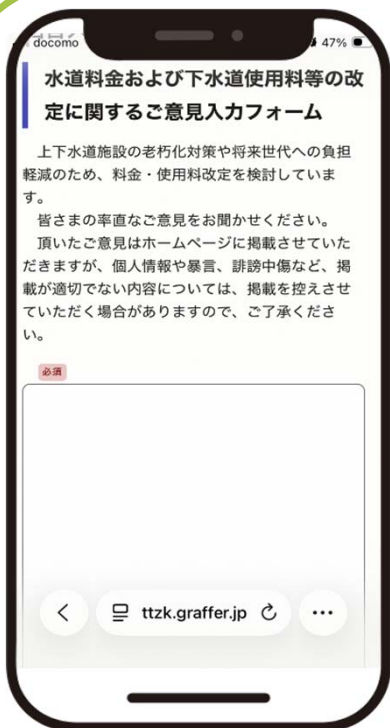 docomo
47%
水道料金および下水道使用料等の改
定に関するご意見入力フォーム
上下水道施設の老朽化対策や将来世代への負担
軽減のため、料金・使用料改定を検討していま
す。
皆さまの率直なご意見をお聞かせください。
頂いたご意見はホームページに掲載させていた
だきますが、個人情報や暴言、誹謗中傷など、掲
載が適切でない内容については、掲載を控えさせ
ていただく場合がありますので、ご了承くださ
い。
必須
ttzk.graffer.jp